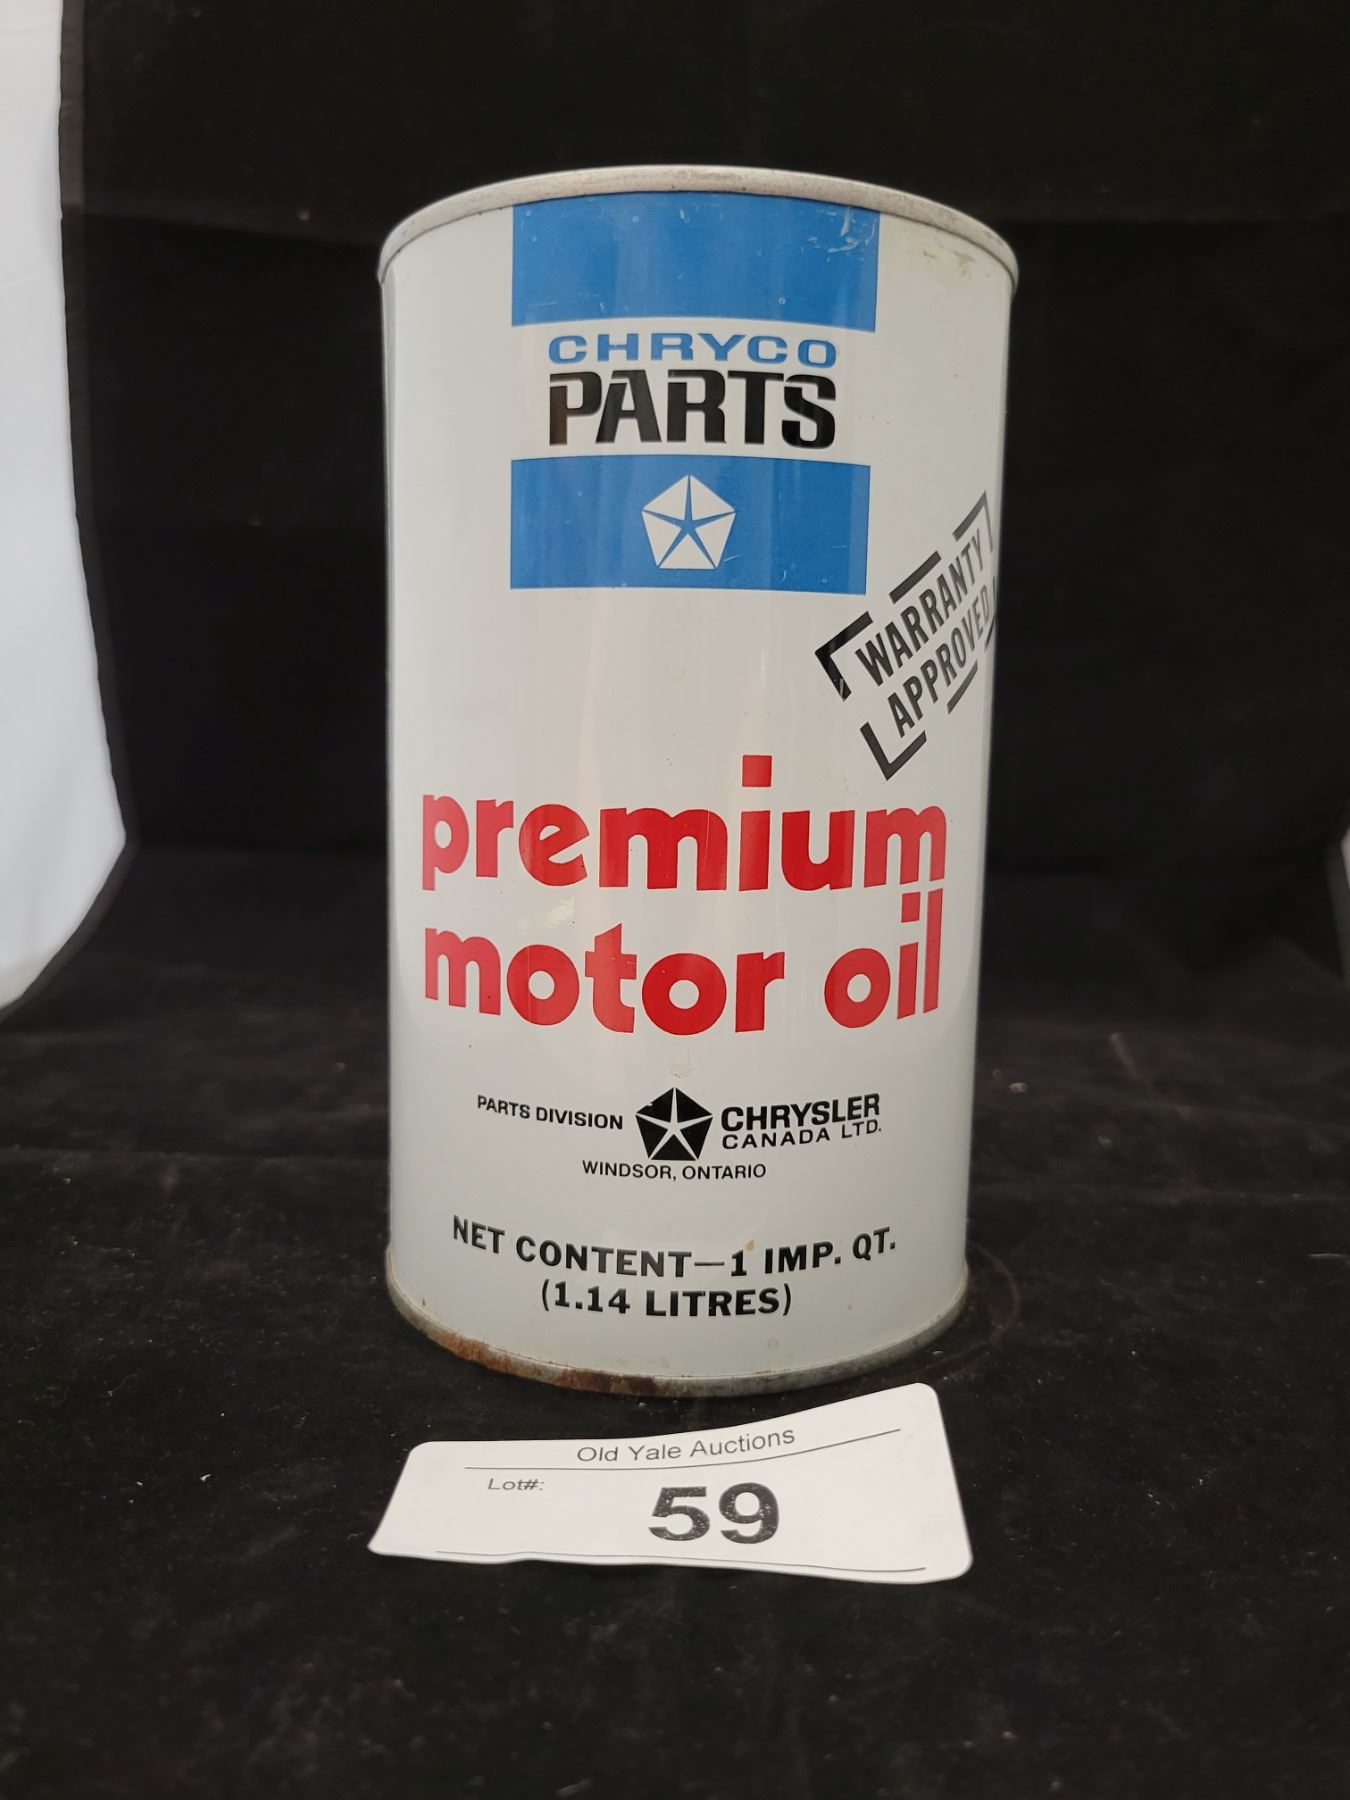 CHRYCO
PARTS
WARRANTY
APPROVED
premium
motor oil
PARTS DIVISION CHRYSLER
CANADA LTD.
WINDSOR, ONTARIO
NET CONTENT—1 IMP. QT.
(1.14 LITRES)
Old Yale Auctions
Lot#:
59